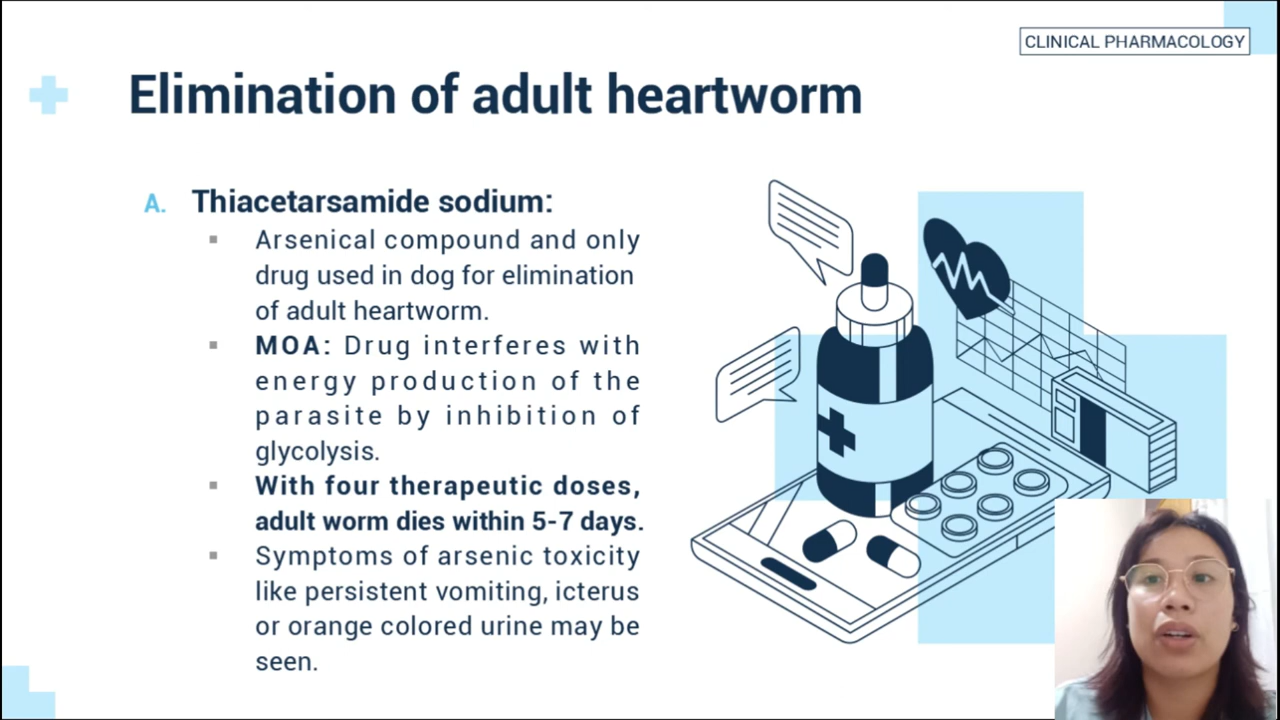 CLINICAL PHARMACOLOGY
Elimination of adult heartworm
A. Thiacetarsamide sodium:
▪ Arsenical compound and only
drug used in dog for elimination
of adult heartworm.
▪ MOA: Drug interferes with
energy production of the
parasite by inhibition of
glycolysis.
▪ With four therapeutic doses,
adult worm dies within 5-7 days.
▪ Symptoms of arsenic toxicity
like persistent vomiting, icterus
or orange colored urine may be
seen.